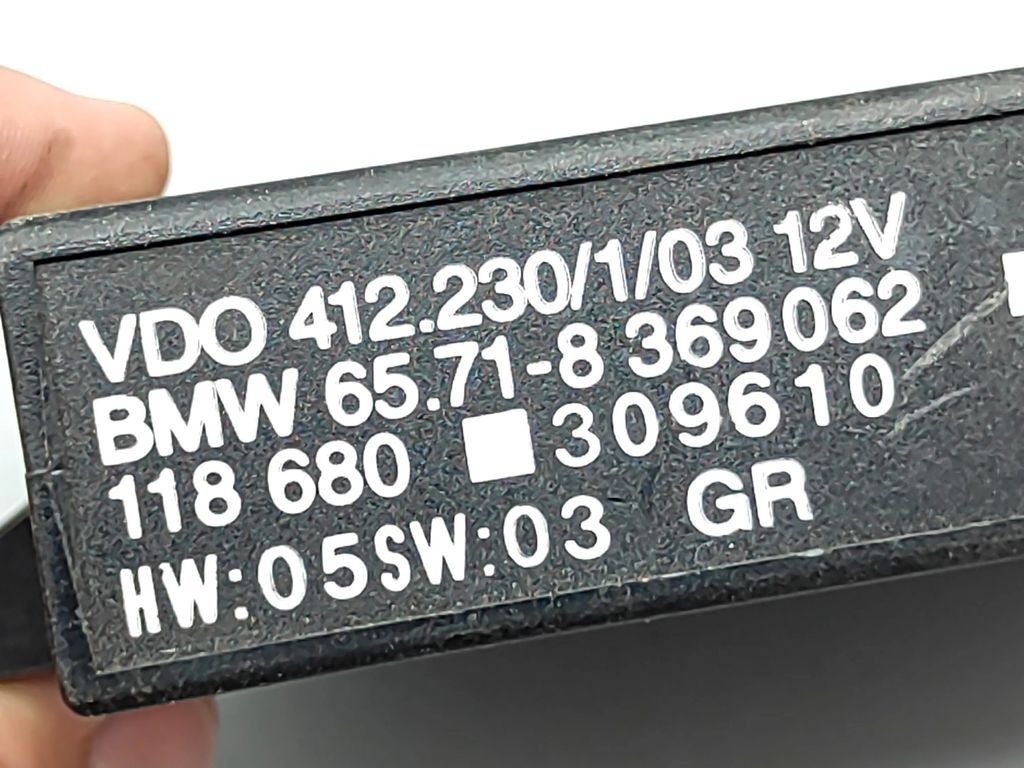 VDO 412.230/1/03 12V
BMW 65.71-8 369 062
118 680 309610
HW:05SW:03 GR